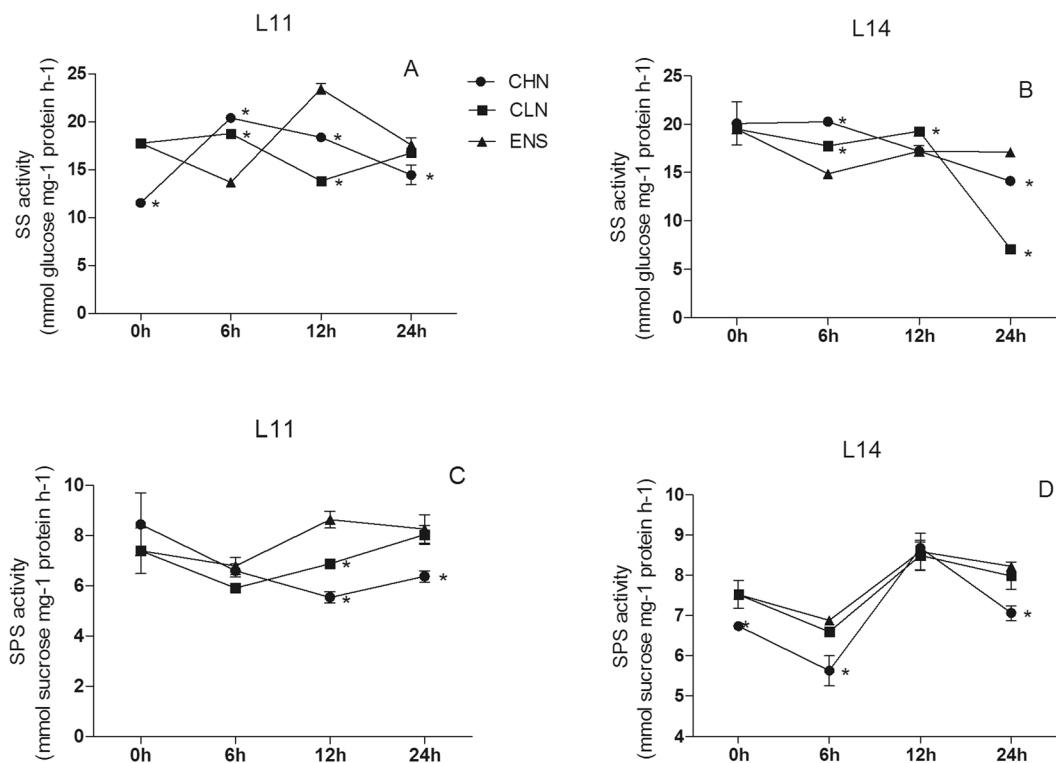 L11
A
SS activity
(mmol glucose mg-1 protein h-1)
25
20
15
10
5
0
0h 6h 12h 24h
* * * * * *
CHN
CLN
ENS
L14
B
SS activity
(mmol glucose mg-1 protein h-1)
25
20
15
10
5
0
0h 6h 12h 24h
* * * * *
L11
C
SPS activity
(mmol sucrose mg-1 protein h-1)
10
8
6
4
2
0
0h 6h 12h 24h
* * *
L14
D
SPS activity
(mmol sucrose mg-1 protein h-1)
10
9
8
7
6
5
4
0h 6h 12h 24h
* * *